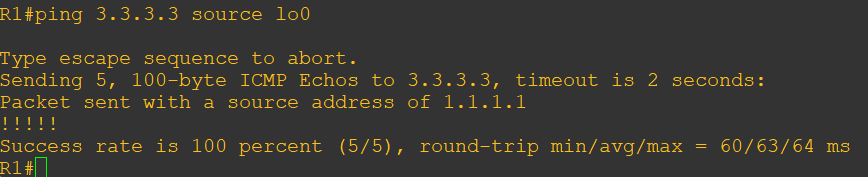 R1#ping 3.3.3.3 source lo0
Type escape sequence to abort.
Sending 5, 100-byte ICMP Echos to 3.3.3.3, timeout is 2 seconds:
Packet sent with a source address of 1.1.1.1
!!!!!
Success rate is 100 percent (5/5), round-trip min/avg/max = 60/63/64 ms
R1#